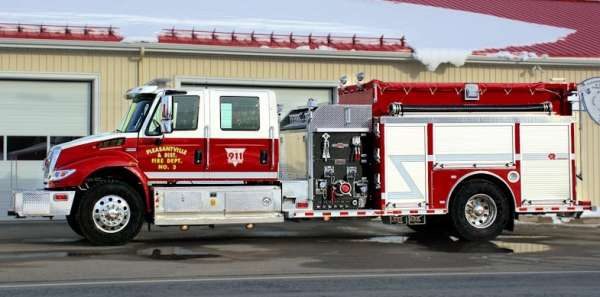 PLEASANTVILLE
& DIST.
FIRE DEPT.
NO. 3
911